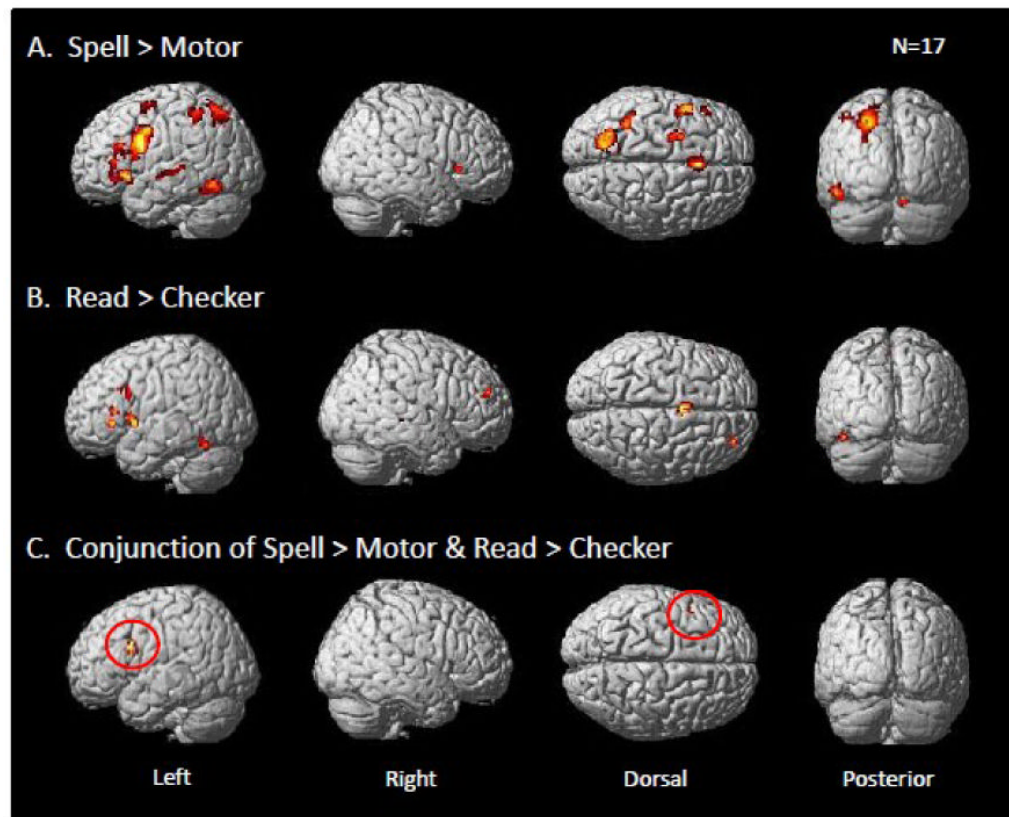 A. Spell > Motor
N=17
B. Read > Checker
C. Conjunction of Spell > Motor & Read > Checker
Left
Right
Dorsal
Posterior